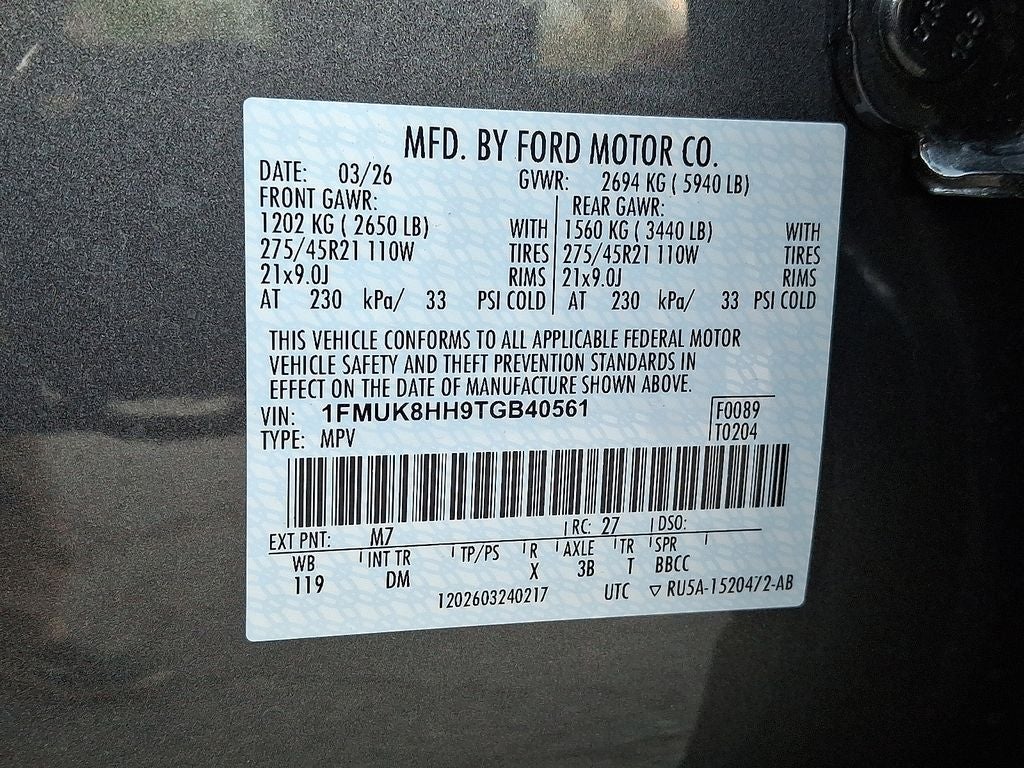 MFD. BY FORD MOTOR CO.
DATE: 03/26 GVWR: 2694 KG ( 5940 LB)
FRONT GAWR: REAR GAWR:
1202 KG ( 2650 LB) WITH 1560 KG ( 3440 LB) WITH
275/45R21 110W TIRES 275/45R21 110W TIRES
21x9.0J RIMS 21x9.0J RIMS
AT 230 kPa/ 33 PSI COLD AT 230 kPa/ 33 PSI COLD
THIS VEHICLE CONFORMS TO ALL APPLICABLE FEDERAL MOTOR
VEHICLE SAFETY AND THEFT PREVENTION STANDARDS IN
EFFECT ON THE DATE OF MANUFACTURE SHOWN ABOVE.
VIN: 1FMUK8HH9TGB40561 F0089
TYPE: MPV T0204
EXT PNT: M7 RC: 27 DSO:
WB INT TR TP/PS R AXLE TR SPR
119 DM X 3B T BBCC
1202603240217 UTC ▽ RU5A-1520472-AB